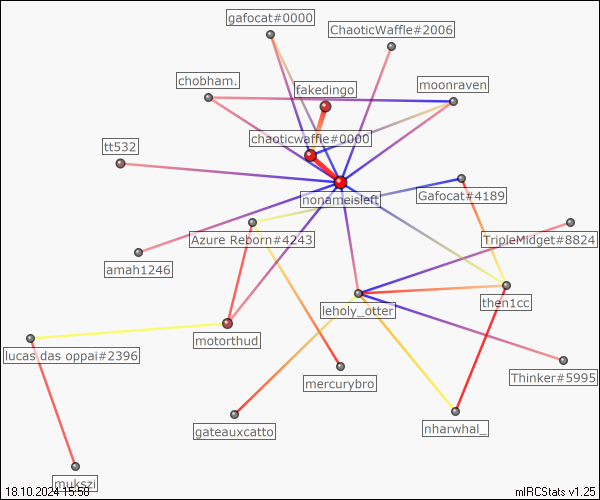 gafocat#0000
ChaoticWaffle#2006
chobham.
fakedingo
moonraven
chaoticwaffle#0000
tt532
nonameisleft
Gafocat#4189
Azure Reborn#4243
TripleMidget#8824
amah1246
leholy_otter
then1cc
motorthud
lucas das oppai#2396
mercurybro
Thinker#5995
gateauxcatto
nharwhal_
mukszi
18.10.2024 15:58
mIRCStats v1.25